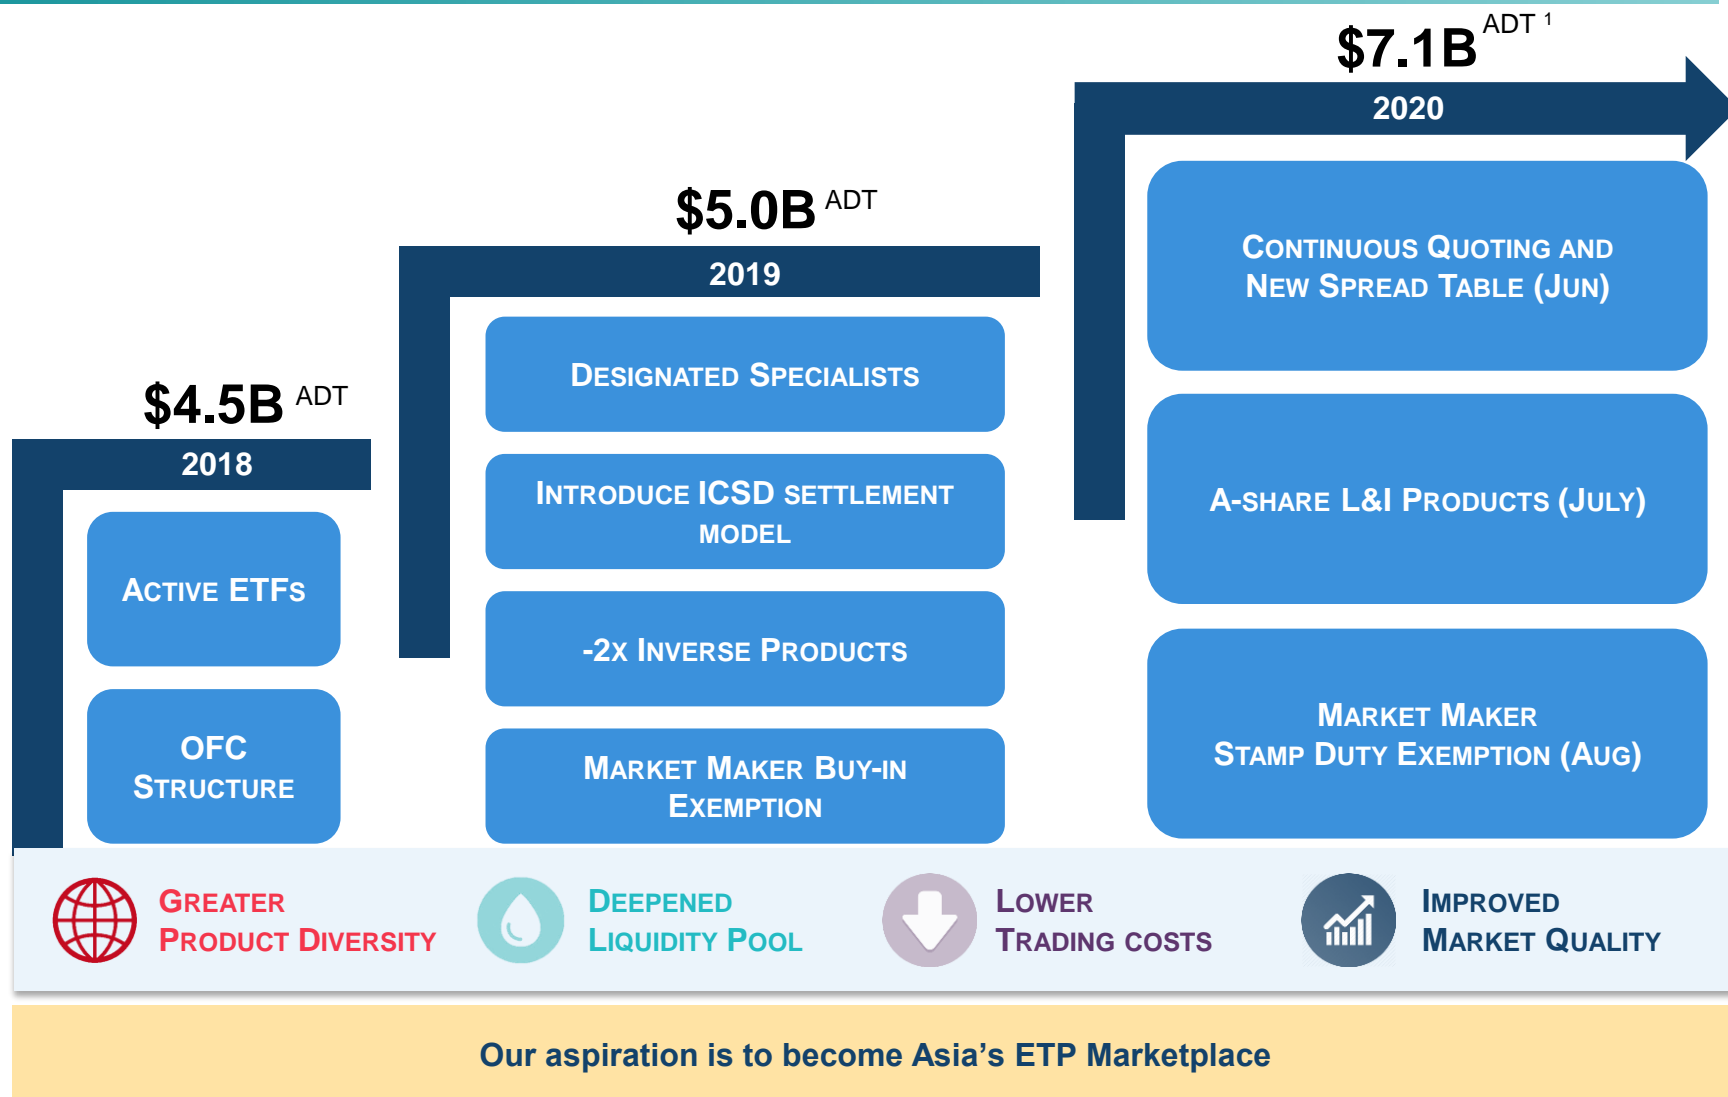 $4.5B ADT
2018
Active ETFs
OFC
Structure
$5.0B ADT
2019
Designated Specialists
Introduce ICSD settlement
model
-2x Inverse Products
Market Maker Buy-in
Exemption
$7.1B ADT 1
2020
Continuous Quoting and
New Spread Table (Jun)
A-share L&I Products (July)
Market Maker
Stamp Duty Exemption (Aug)
Greater
Product Diversity
Deepened
Liquidity Pool
Lower
Trading costs
Improved
Market Quality
Our aspiration is to become Asia’s ETP Marketplace